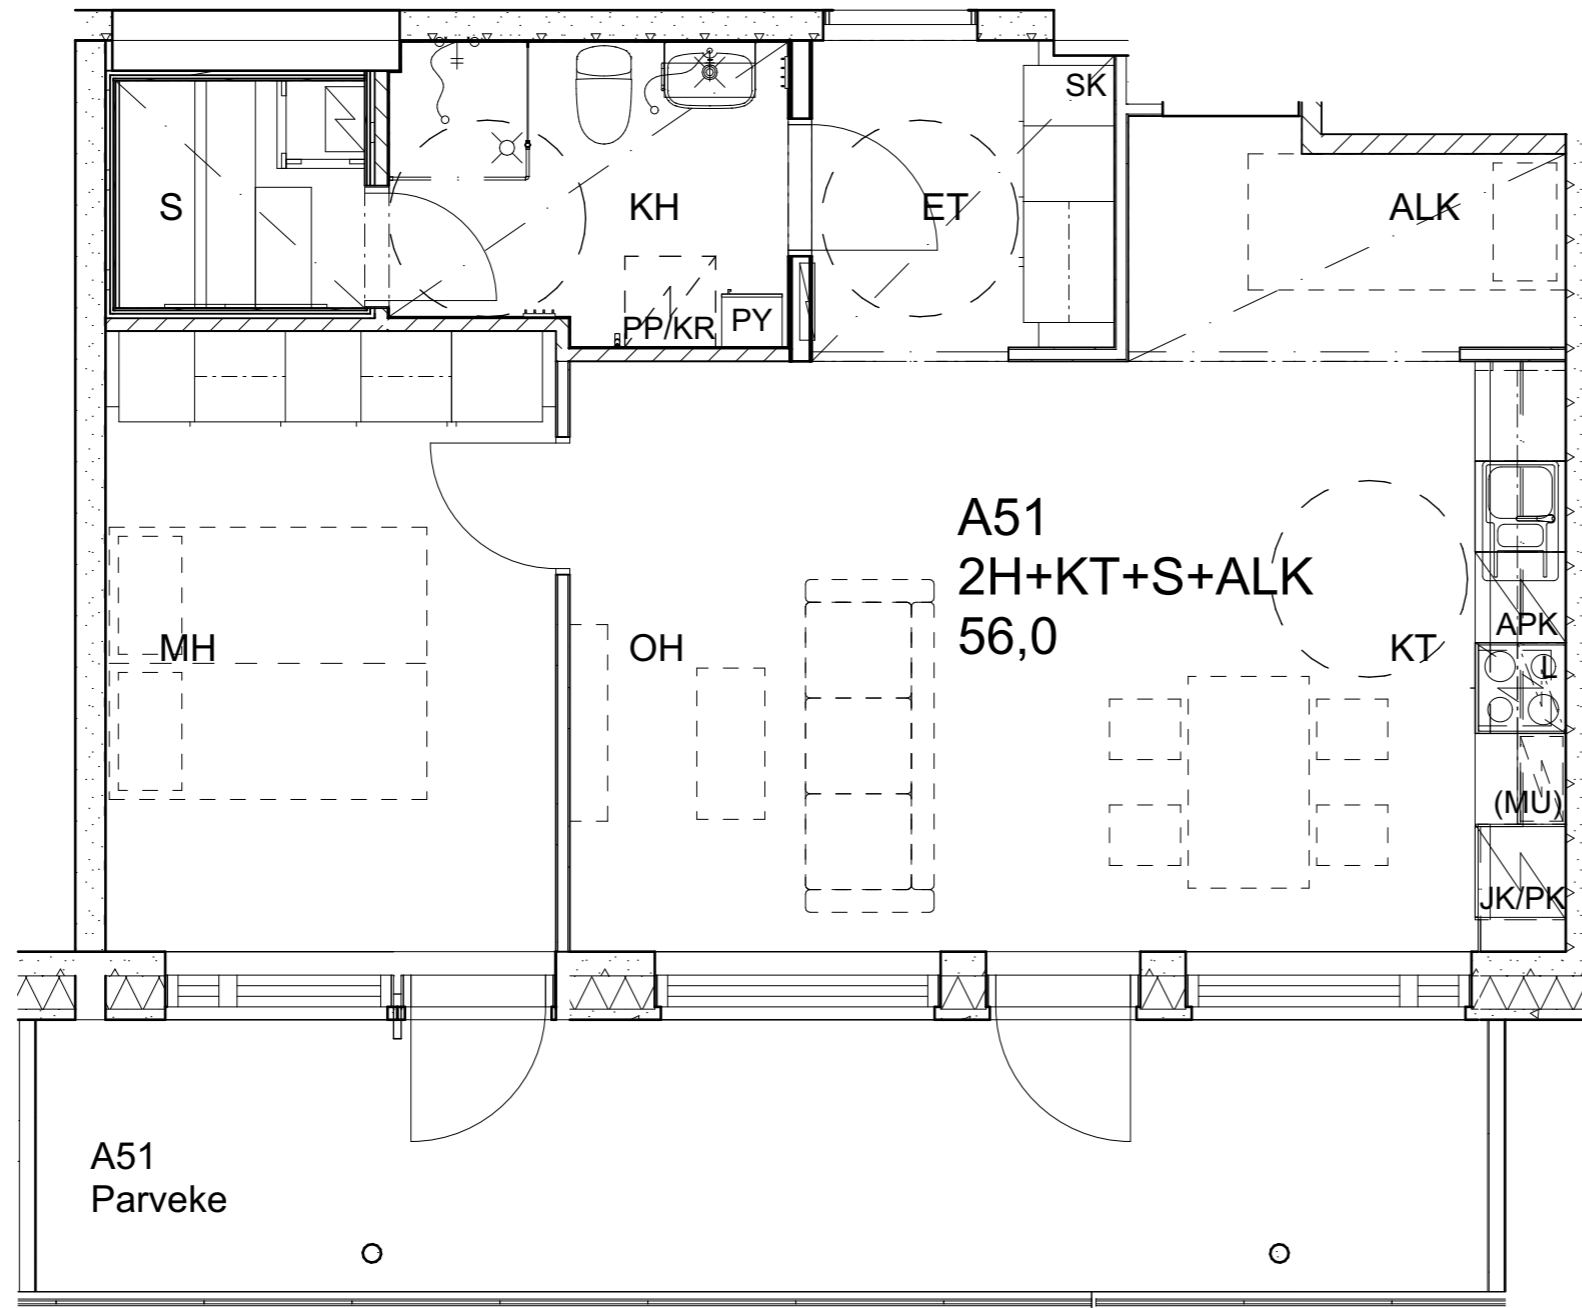 SK
S
KH
ET
ALK
PP/KR
PY
A51
2H+KT+S+ALK
56,0
APK
MH
OH
KT
L
(MU)
JK/PK
A51
Parveke